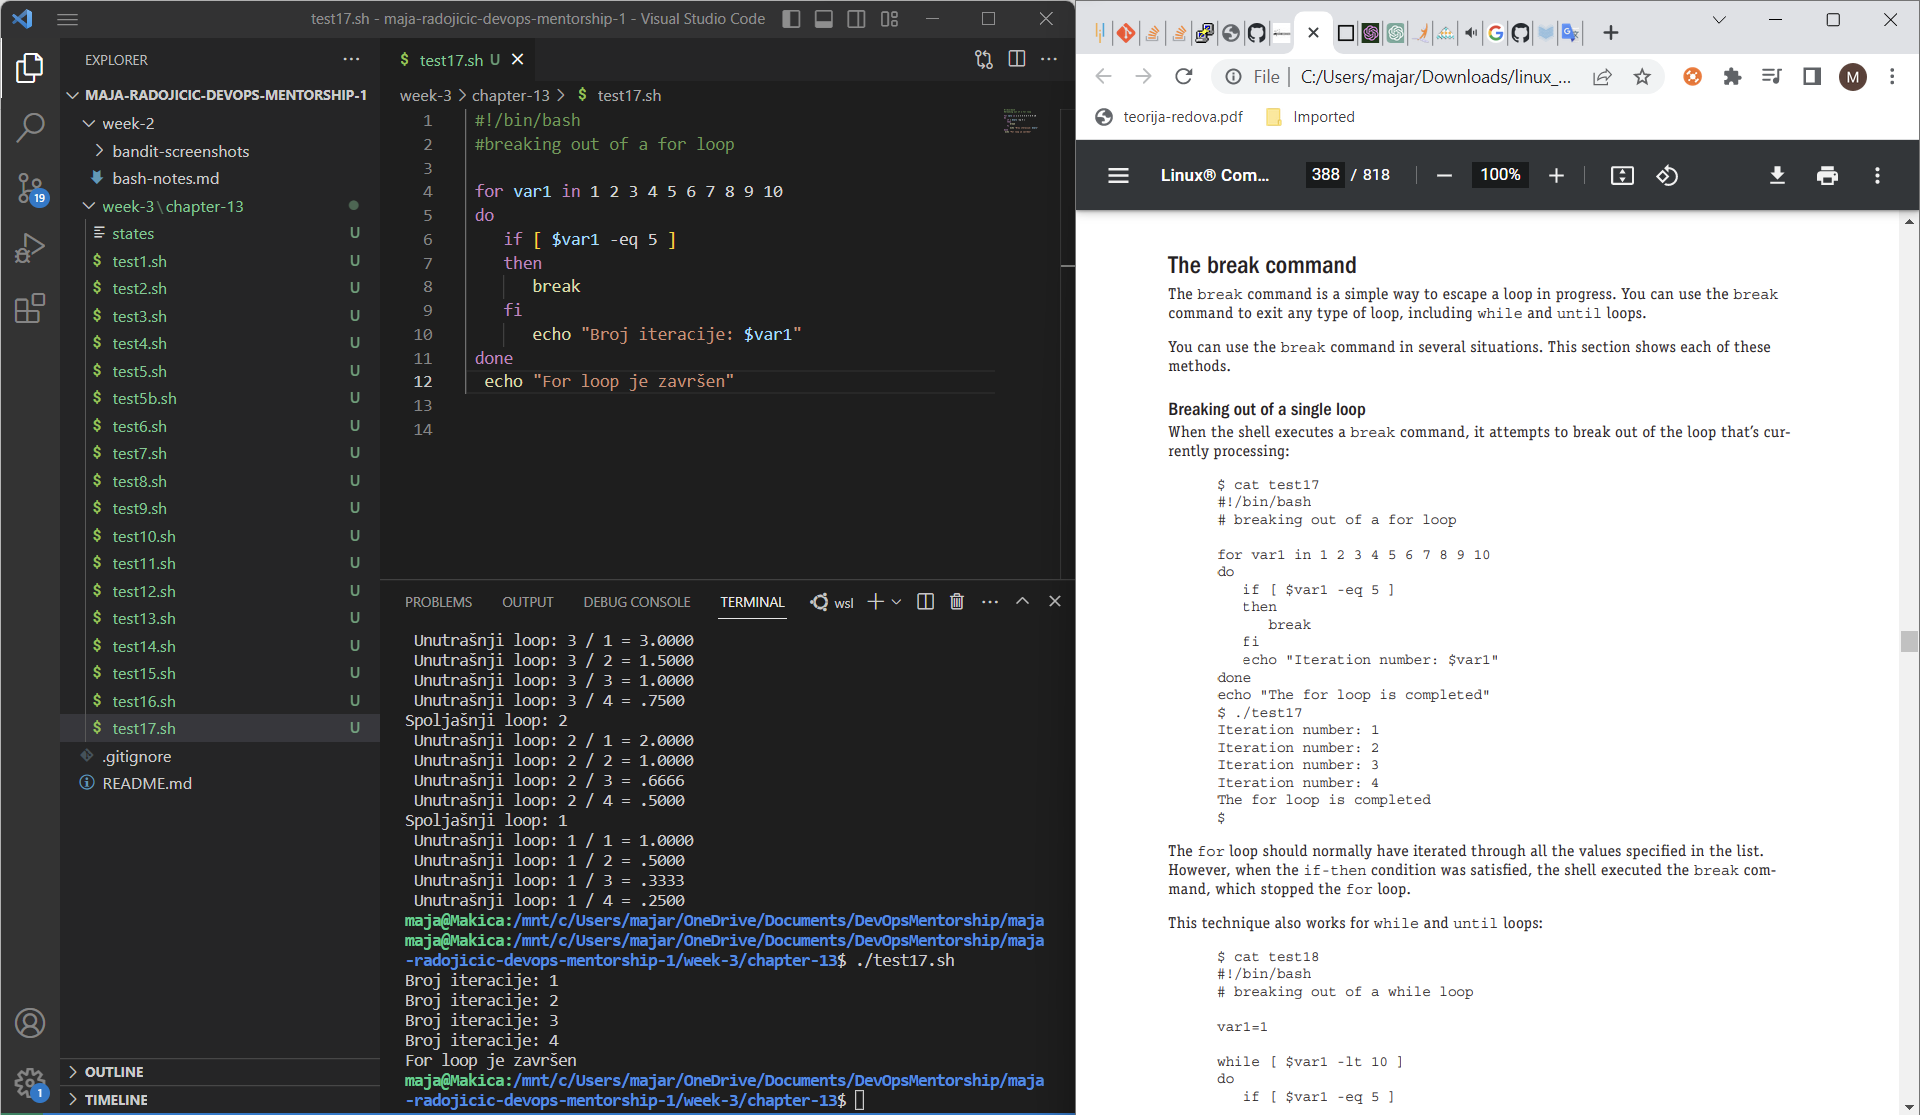 test17.sh - maja-radojicic-devops-mentorship-1 - Visual Studio Code
EXPLORER
MAJA-RADOJICIC-DEVOPS-MENTORSHIP-1
week-2
bandit-screenshots
bash-notes.md
week-3\chapter-13
states U
test1.sh U
test2.sh U
test3.sh U
test4.sh U
test5.sh U
test5b.sh U
test6.sh U
test7.sh U
test8.sh U
test9.sh U
test10.sh U
test11.sh U
test12.sh U
test13.sh U
test14.sh U
test15.sh U
test16.sh U
test17.sh U
.gitignore
README.md
OUTLINE
TIMELINE
19
1
test17.sh U
week-3 > chapter-13 > $ test17.sh
1 #!/bin/bash
2 #breaking out of a for loop
3
4 for var1 in 1 2 3 4 5 6 7 8 9 10
5 do
6 if [ $var1 -eq 5 ]
7 then
8 break
9 fi
10 echo "Broj iteracije: $var1"
11 done
12 echo "For loop je završen"
13
14
PROBLEMS OUTPUT DEBUG CONSOLE TERMINAL wsl
Unutrašnji loop: 3 / 1 = 3.0000
Unutrašnji loop: 3 / 2 = 1.5000
Unutrašnji loop: 3 / 3 = 1.0000
Unutrašnji loop: 3 / 4 = .7500
Spoljašnji loop: 2
Unutrašnji loop: 2 / 1 = 2.0000
Unutrašnji loop: 2 / 2 = 1.0000
Unutrašnji loop: 2 / 3 = .6666
Unutrašnji loop: 2 / 4 = .5000
Spoljašnji loop: 1
Unutrašnji loop: 1 / 1 = 1.0000
Unutrašnji loop: 1 / 2 = .5000
Unutrašnji loop: 1 / 3 = .3333
Unutrašnji loop: 1 / 4 = .2500
maja@Makica:/mnt/c/Users/majar/OneDrive/Documents/DevOpsMentorship/maja
maja@Makica:/mnt/c/Users/majar/OneDrive/Documents/DevOpsMentorship/maja
-radojicic-devops-mentorship-1/week-3/chapter-13$ ./test17.sh
Broj iteracije: 1
Broj iteracije: 2
Broj iteracije: 3
Broj iteracije: 4
For loop je završen
maja@Makica:/mnt/c/Users/majar/OneDrive/Documents/DevOpsMentorship/maja
-radojicic-devops-mentorship-1/week-3/chapter-13$
File | C:/Users/majar/Downloads/linux_...
M
teorija-redova.pdf Imported
Linux® Com... 388 / 818 100%
The break command
The break command is a simple way to escape a loop in progress. You can use the break
command to exit any type of loop, including while and until loops.
You can use the break command in several situations. This section shows each of these
methods.
Breaking out of a single loop
When the shell executes a break command, it attempts to break out of the loop that's cur-
rently processing:
$ cat test17
#!/bin/bash
# breaking out of a for loop
for var1 in 1 2 3 4 5 6 7 8 9 10
do
if [ $var1 -eq 5 ]
then
break
fi
echo "Iteration number: $var1"
done
echo "The for loop is completed"
$ ./test17
Iteration number: 1
Iteration number: 2
Iteration number: 3
Iteration number: 4
The for loop is completed
$
The for loop should normally have iterated through all the values specified in the list.
However, when the if-then condition was satisfied, the shell executed the break com-
mand, which stopped the for loop.
This technique also works for while and until loops:
$ cat test18
#!/bin/bash
# breaking out of a while loop
var1=1
while [ $var1 -lt 10 ]
do
if [ $var1 -eq 5 ]